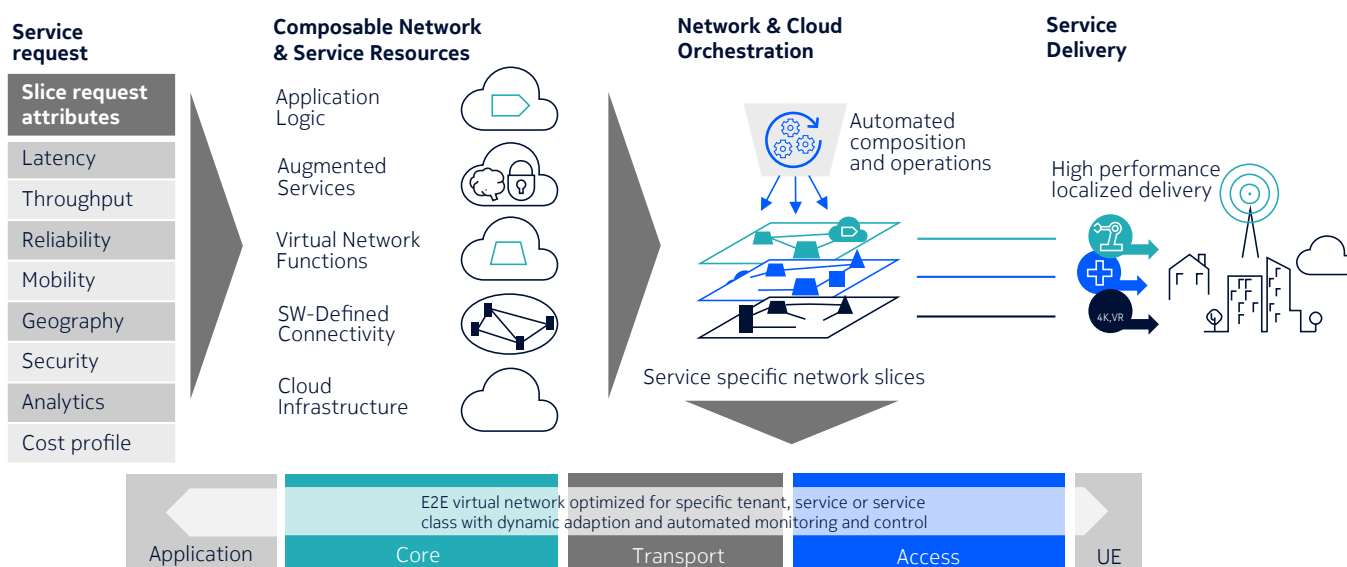 Service
request
Slice request
attributes
Latency
Throughput
Reliability
Mobility
Geography
Security
Analytics
Cost profile
Composable Network
& Service Resources
Application
Logic
Augmented
Services
Virtual Network
Functions
SW-Defined
Connectivity
Cloud
Infrastructure
Network & Cloud
Orchestration
Automated
composition
and operations
Service specific network slices
Service
Delivery
High performance
localized delivery
4K,VR
E2E virtual network optimized for specific tenant, service or service
class with dynamic adaption and automated monitoring and control
Application
Core
Transport
Access
UE